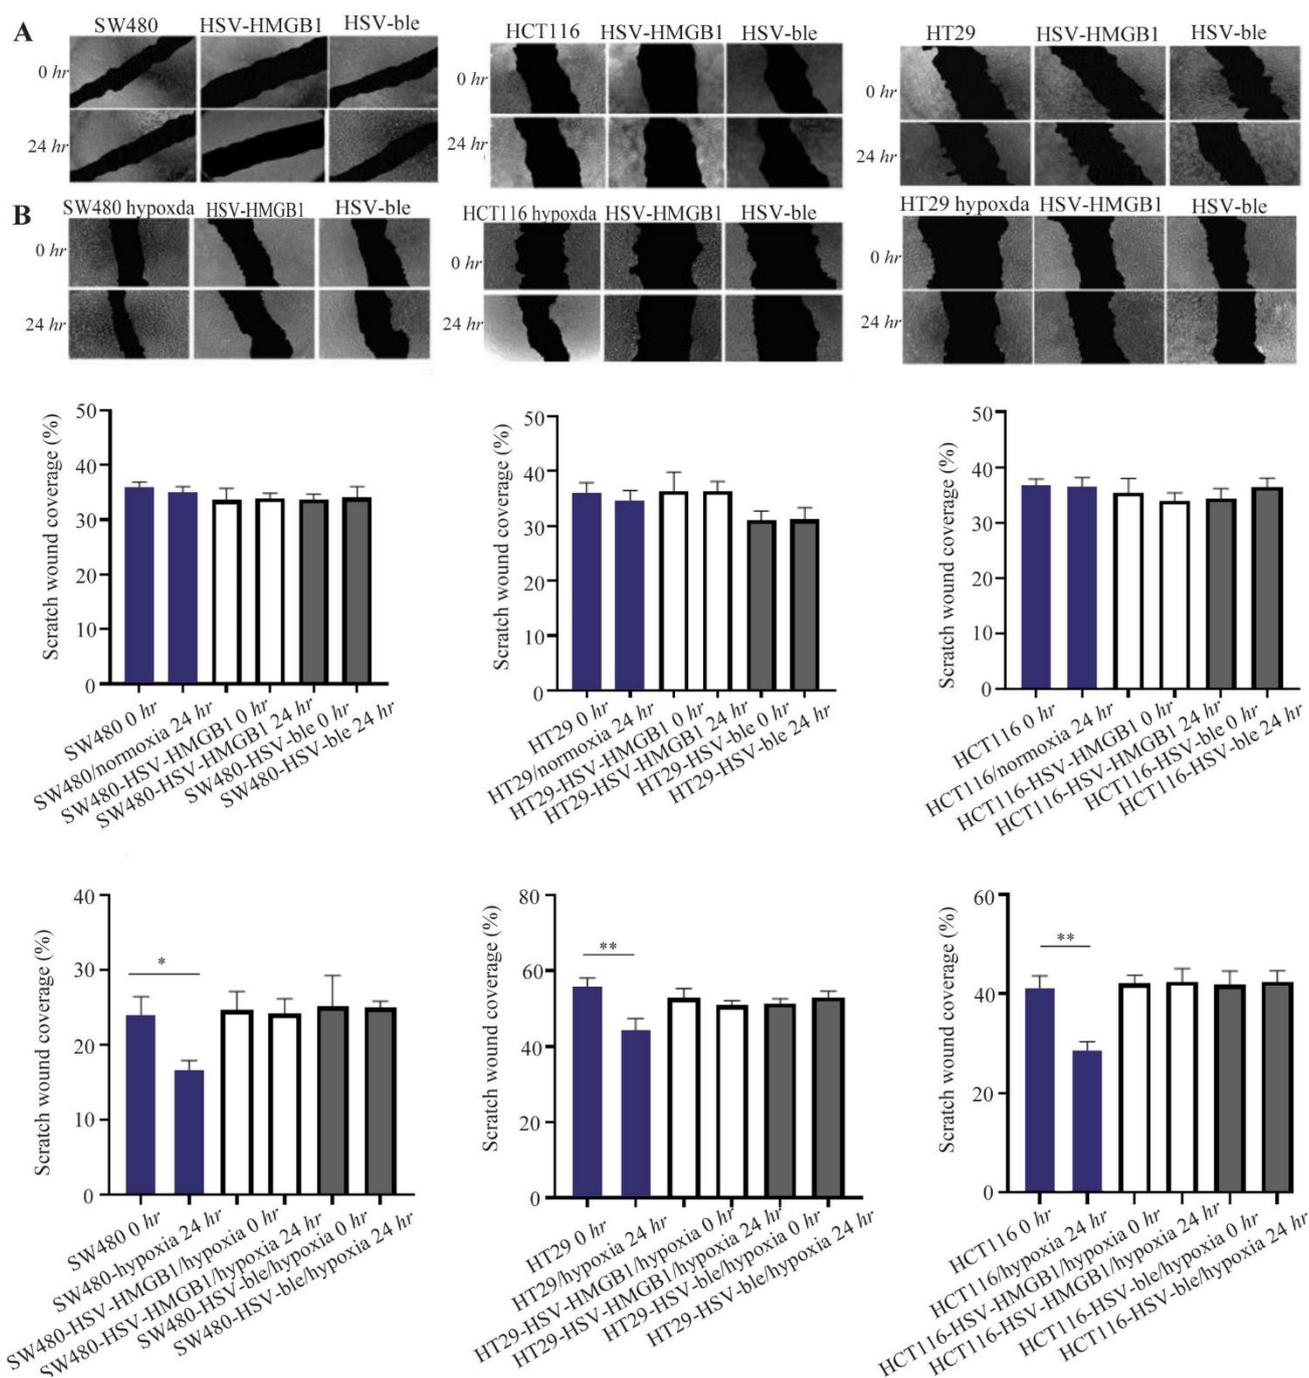 A
SW480 HSV-HMGB1 HSV-ble
0 hr
24 hr
HCT116 HSV-HMGB1 HSV-ble
0 hr
24 hr
HT29 HSV-HMGB1 HSV-ble
0 hr
24 hr
B
SW480 hypoxda HSV-HMGB1 HSV-ble
0 hr
24 hr
HCT116 hypoxda HSV-HMGB1 HSV-ble
0 hr
24 hr
HT29 hypoxda HSV-HMGB1 HSV-ble
0 hr
24 hr
Scratch wound coverage (%)
50
40
30
20
10
0
SW480 0 hr
SW480/normoxia 24 hr
SW480-HSV-HMGB1 0 hr
SW480-HSV-HMGB1 24 hr
SW480-HSV-ble 0 hr
SW480-HSV-ble 24 hr
Scratch wound coverage (%)
50
40
30
20
10
0
HT29 0 hr
HT29/normoxia 24 hr
HT29-HSV-HMGB1 0 hr
HT29-HSV-HMGB1 24 hr
HT29-HSV-ble 0 hr
HT29-HSV-ble 24 hr
Scratch wound coverage (%)
50
40
30
20
10
0
HCT116 0 hr
HCT116/normoxia 24 hr
HCT116-HSV-HMGB1 0 hr
HCT116-HSV-HMGB1 24 hr
HCT116-HSV-ble 0 hr
HCT116-HSV-ble 24 hr
Scratch wound coverage (%)
40
30
20
10
0
*
SW480 0 hr
SW480-hypoxia 24 hr
SW480-HSV-HMGB1/hypoxia 0 hr
SW480-HSV-HMGB1/hypoxia 24 hr
SW480-HSV-ble/hypoxia 0 hr
SW480-HSV-ble/hypoxia 24 hr
Scratch wound coverage (%)
80
60
40
20
0
**
HT29 0 hr
HT29/hypoxia 24 hr
HT29-HSV-HMGB1/hypoxia 0 hr
HT29-HSV-HMGB1/hypoxia 24 hr
HT29-HSV-ble/hypoxia 0 hr
HT29-HSV-ble/hypoxia 24 hr
Scratch wound coverage (%)
60
40
20
0
**
HCT116 0 hr
HCT116/hypoxia 24 hr
HCT116-HSV-HMGB1/hypoxia 0 hr
HCT116-HSV-HMGB1/hypoxia 24 hr
HCT116-HSV-ble/hypoxia 0 hr
HCT116-HSV-ble/hypoxia 24 hr